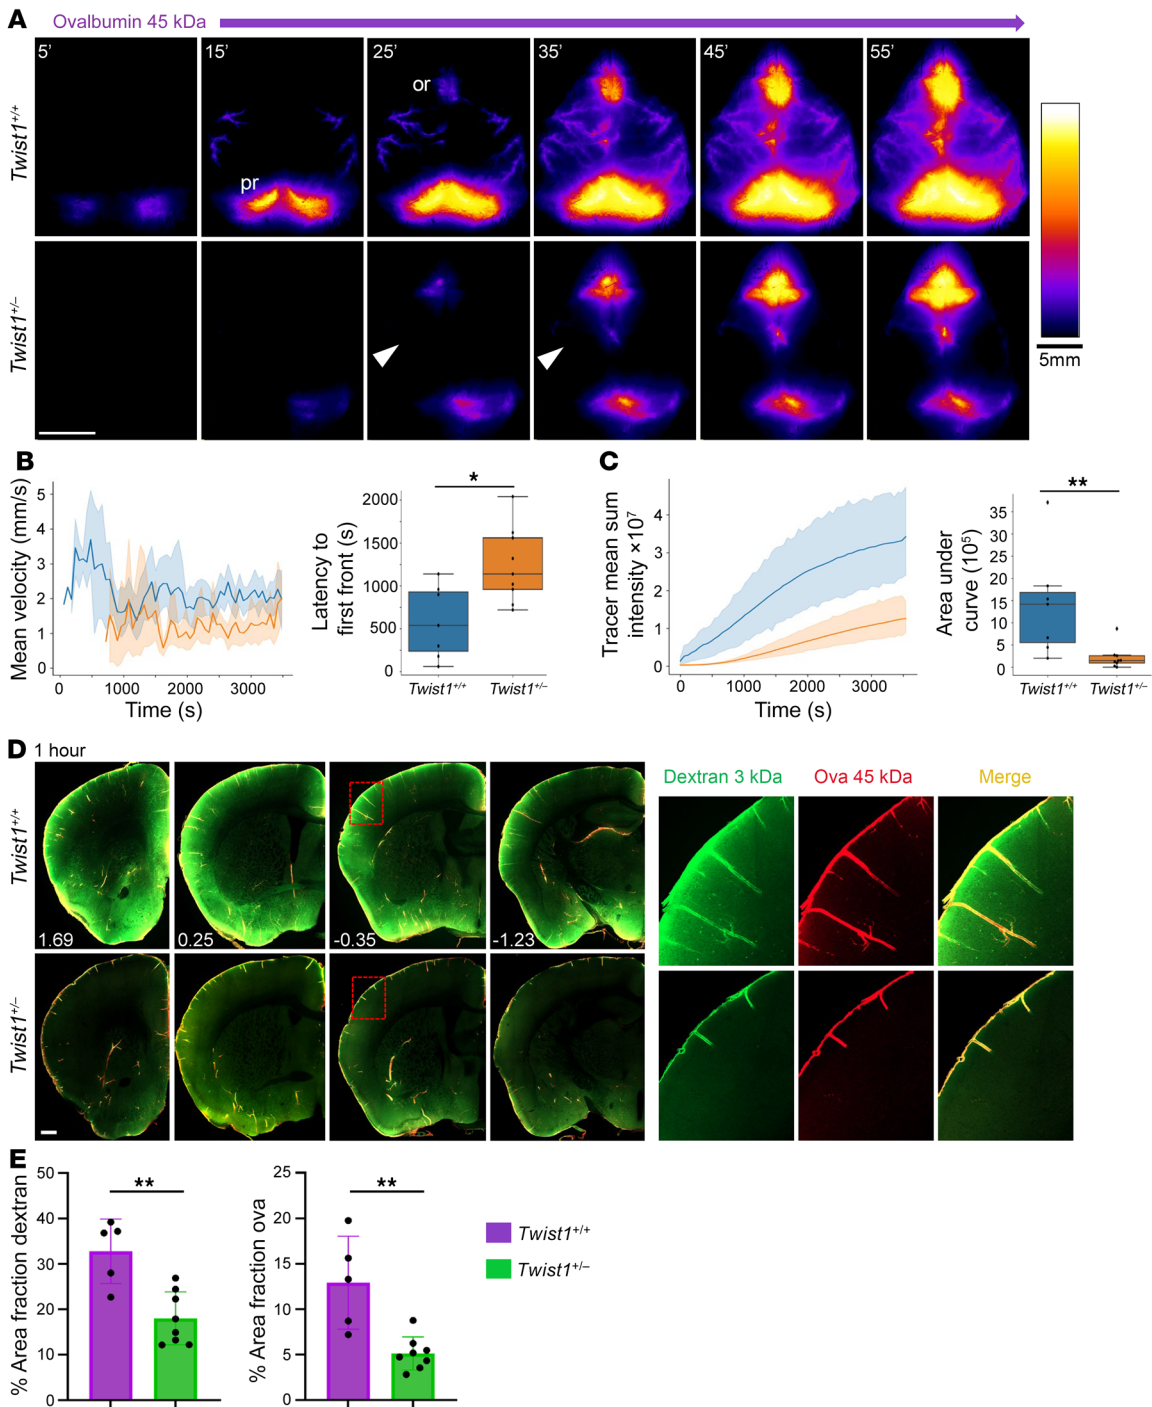 A
Ovalbumin 45 kDa
5’ 15’ 25’ 35’ 45’ 55’
or
pr
Twist1+/+
Twist1+/–
5mm
B
Mean velocity (mm/s)
5
4
3
2
1
0
0 1000 2000 3000
Time (s)
Latency to
first front (s)
*
2000
1500
1000
500
0
Twist1+/+ Twist1+/–
C
Tracer mean sum
intensity ×10⁷
4
3
2
1
0
0 1000 2000 3000
Time (s)
Area under
curve (10⁵)
**
35
30
25
20
15
10
5
0
Twist1+/+ Twist1+/–
D
1 hour
Dextran 3 kDa Ova 45 kDa Merge
Twist1+/+
1.69 0.25 -0.35 -1.23
Twist1+/–
E
% Area fraction dextran
50
40
30
20
10
0
**
% Area fraction ova
25
20
15
10
5
0
**
Twist1+/+
Twist1+/–